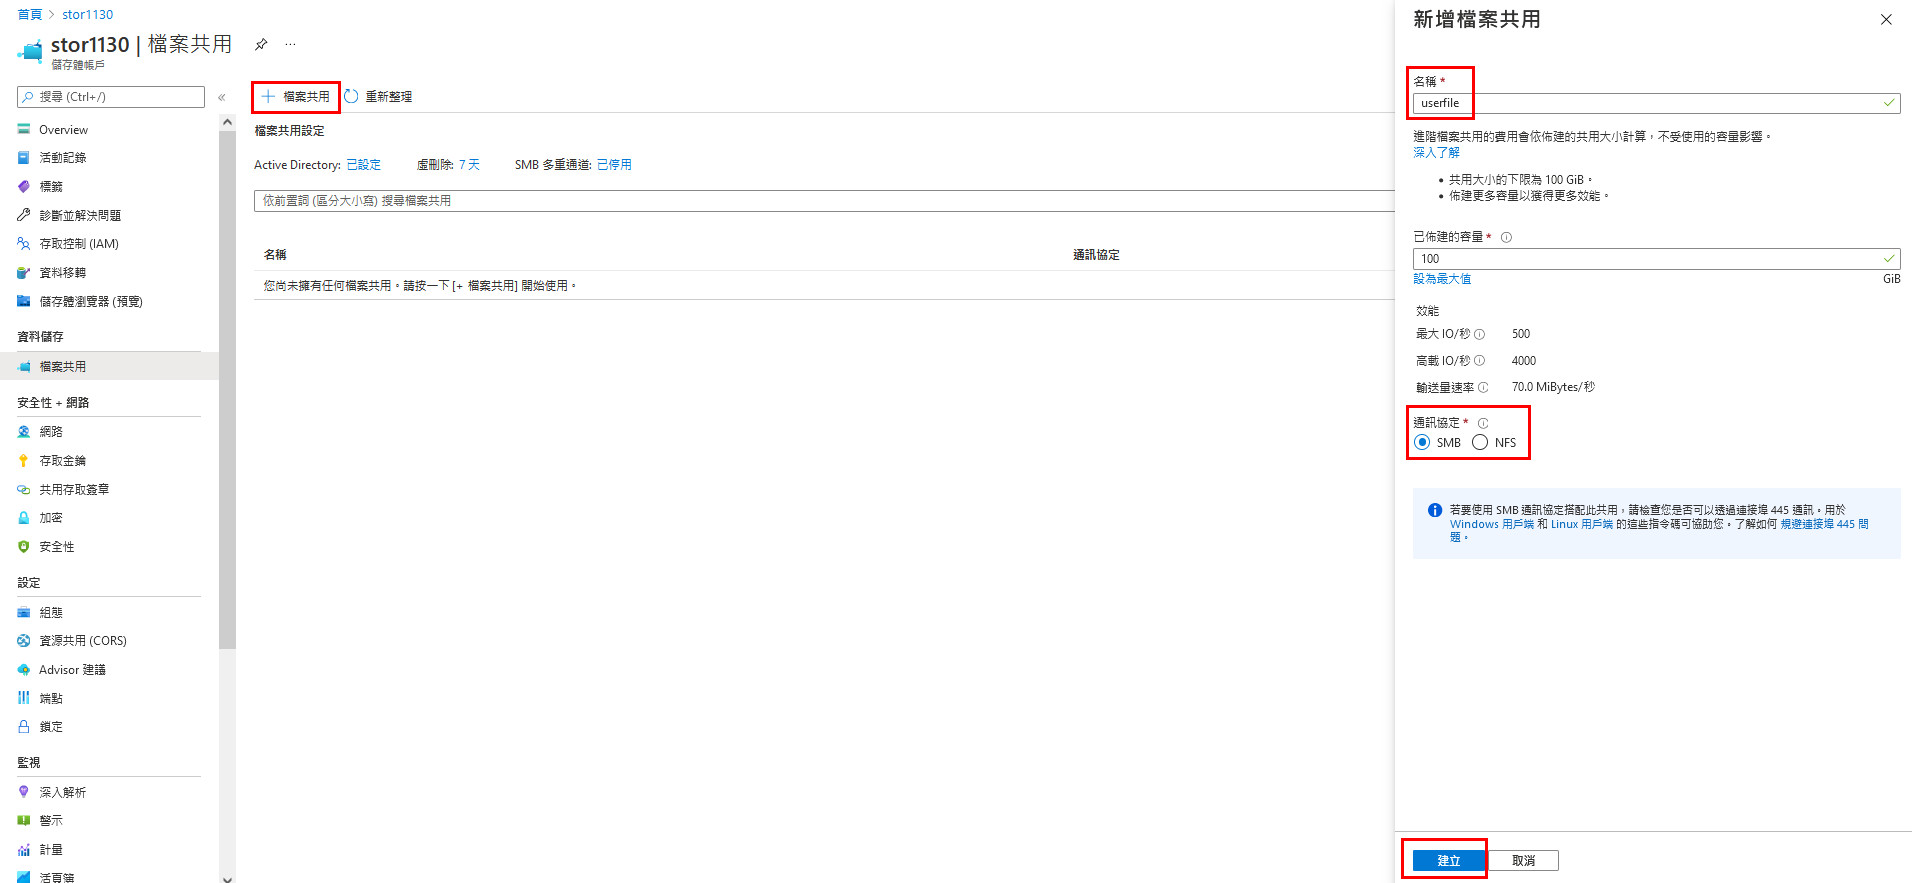 首頁 > stor1130
stor1130 | 檔案共用
儲存體帳戶
搜尋 (Ctrl+/)
Overview
活動記錄
標籤
診斷並解決問題
存取控制 (IAM)
資料移轉
儲存體瀏覽器 (預覽)
資料儲存
檔案共用
安全性 + 網路
網路
存取金鑰
共用存取簽章
加密
安全性
設定
組態
資源共用 (CORS)
Advisor 建議
端點
鎖定
監視
深入解析
警示
計量
活頁簿
檔案共用 重新整理
檔案共用設定
Active Directory: 已設定 虛刪除: 7 天 SMB 多重通道: 已停用
依前置詞 (區分大小寫) 搜尋檔案共用
名稱 通訊協定
您尚未擁有任何檔案共用。請按一下 [+ 檔案共用] 開始使用。
新增檔案共用
名稱 *
userfile
進階檔案共用的費用會依佈建的共用大小計算，不受使用的容量影響。
深入了解
• 共用大小的下限為 100 GiB。
• 佈建更多容量以獲得更多效能。
已佈建的容量 *
100
設為最大值 GiB
效能
最大 IO/秒 500
高載 IO/秒 4000
輸送量速率 70.0 MiBytes/秒
通訊協定 *
SMB NFS
若要使用 SMB 通訊協定搭配此共用，請檢查您是否可以透過連接埠 445 通訊。用於
Windows 用戶端 和 Linux 用戶端 的這些指令碼可協助您。了解如何 規避連接埠 445 問
題。
建立 取消